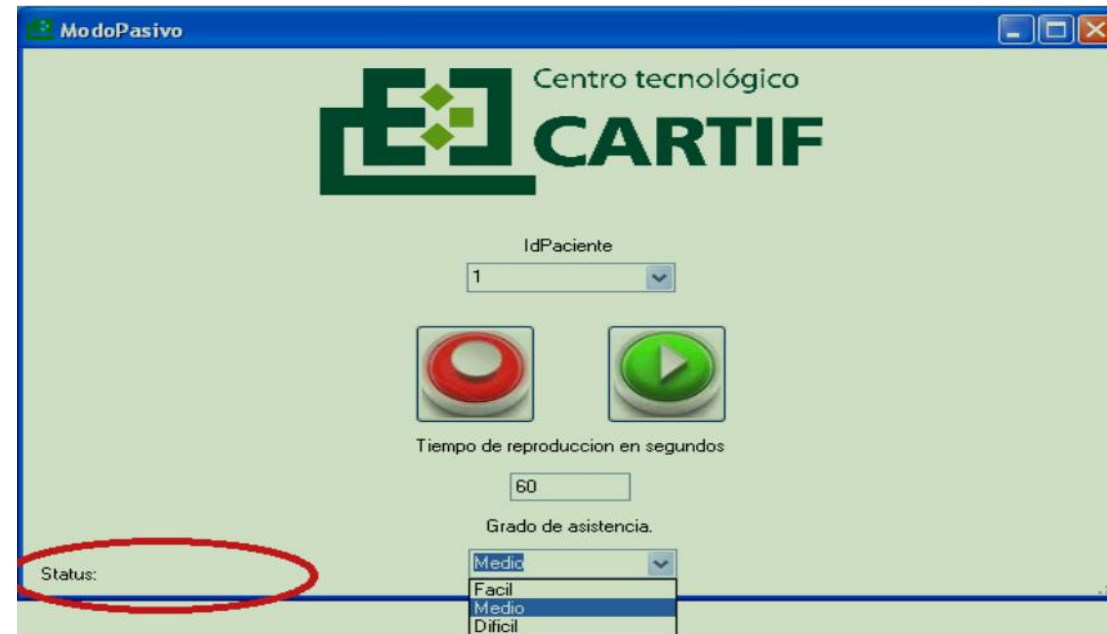 ModoPasivo
Centro tecnológico
CARTIF
IdPaciente
1
Tiempo de reproduccion en segundos
60
Grado de asistencia.
Medio
Status:
Facil
Medio
Dificil